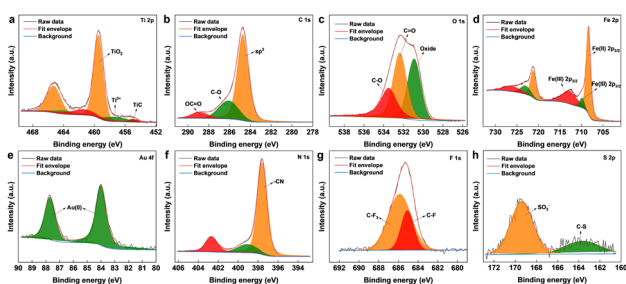 a
Raw data
Fit envelope
Background
Ti 2p
TiO2
Ti3+
TiC
Intensity (a.u.)
468 464 460 456 452
Binding energy (eV)
b
Raw data
Fit envelope
Background
C 1s
sp3
C-O
OC=O
Intensity (a.u.)
290 288 286 284 282 280 278
Binding energy (eV)
c
Raw data
Fit envelope
Background
O 1s
C=O
Oxide
C-O
Intensity (a.u.)
538 536 534 532 530 528 526 524
Binding energy (eV)
d
Raw data
Fit envelope
Background
Fe 2p
Fe(II) 2p3/2
Fe(III) 2p3/2
Fe(III) 2p3/2
Intensity (a.u.)
730 720 710 705
Binding energy (eV)
e
Raw data
Fit envelope
Background
Au 4f
Au(0)
Intensity (a.u.)
90 89 88 87 86 85 84 83 82 81 80
Binding energy (eV)
f
Raw data
Fit envelope
Background
N 1s
-CN
Intensity (a.u.)
406 404 402 400 398 396 394
Binding energy (eV)
g
Raw data
Fit envelope
Background
F 1s
C-F2
C-F
Intensity (a.u.)
692 690 688 686 684 682 680
Binding energy (eV)
h
Raw data
Fit envelope
Background
S 2p
C-S
Intensity (a.u.)
172 170 168 166 164 162 160
Binding energy (eV)